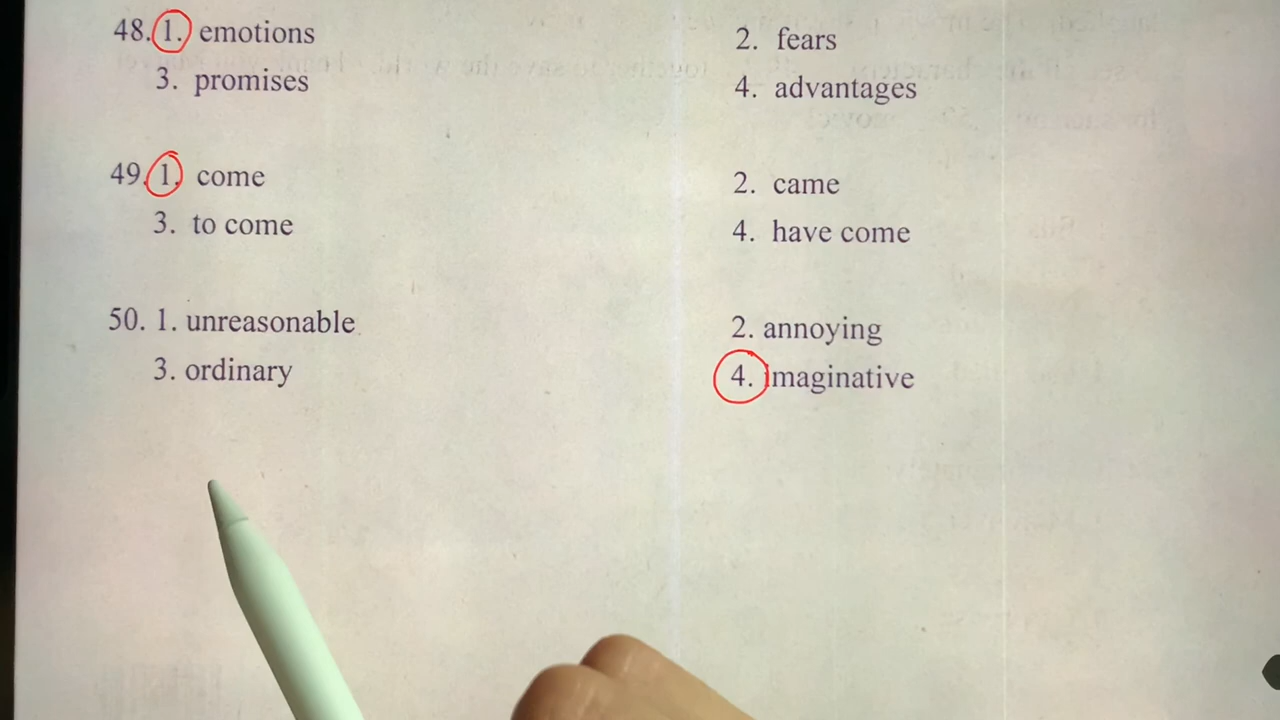 48. 1. emotions 2. fears
3. promises 4. advantages
49. 1. come 2. came
3. to come 4. have come
50. 1. unreasonable 2. annoying
3. ordinary 4. imaginative